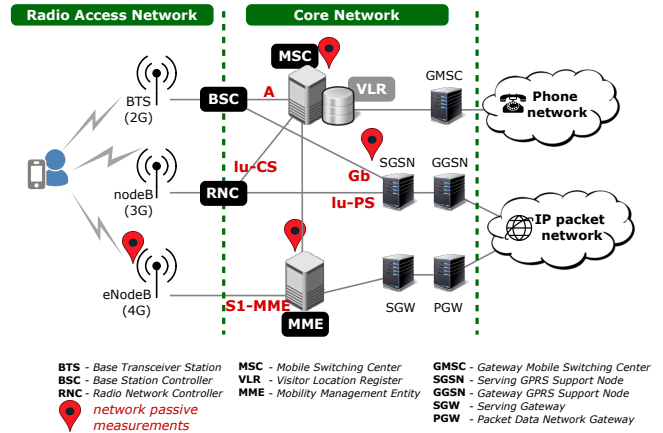 Radio Access Network
Core Network
MSC
VLR
GMSC
Phone
network
BTS
(2G)
BSC
A
lu-CS
Gb
SGSN
GGSN
nodeB
(3G)
RNC
lu-PS
IP packet
network
eNodeB
(4G)
S1-MME
MME
SGW
PGW
BTS - Base Transceiver Station
BSC - Base Station Controller
RNC - Radio Network Controller
network passive
measurements
MSC - Mobile Switching Center
VLR - Visitor Location Register
MME - Mobility Management Entity
GMSC - Gateway Mobile Switching Center
SGSN - Serving GPRS Support Node
GGSN - Gateway GPRS Support Node
SGW - Serving Gateway
PGW - Packet Data Network Gateway